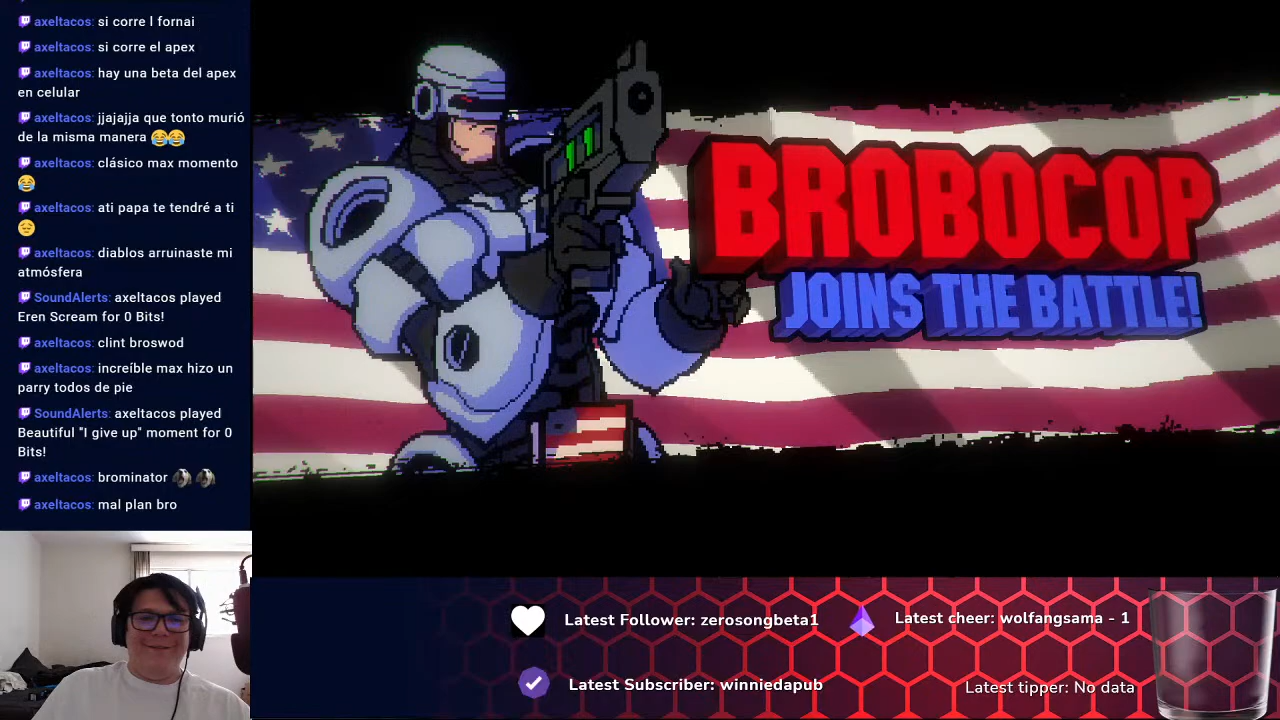 axeltacos: si corre l fornai
axeltacos: si corre el apex
axeltacos: hay una beta del apex
en celular
axeltacos: jjajajja que tonto murió
de la misma manera 😂😂
axeltacos: clásico max momento
😂
axeltacos: ati papa te tendré a ti
😔
axeltacos: diablos arruinaste mi
atmósfera
SoundAlerts: axeltacos played
Eren Scream for 0 Bits!
axeltacos: clint broswod
axeltacos: increíble max hizo un
parry todos de pie
SoundAlerts: axeltacos played
Beautiful "I give up" moment for 0
Bits!
axeltacos: brominator
axeltacos: mal plan bro
BROBOCOP
JOINS THE BATTLE!
Latest Follower: zerosongbeta1
Latest cheer: wolfangsama - 1
Latest Subscriber: winniedapub
Latest tipper: No data